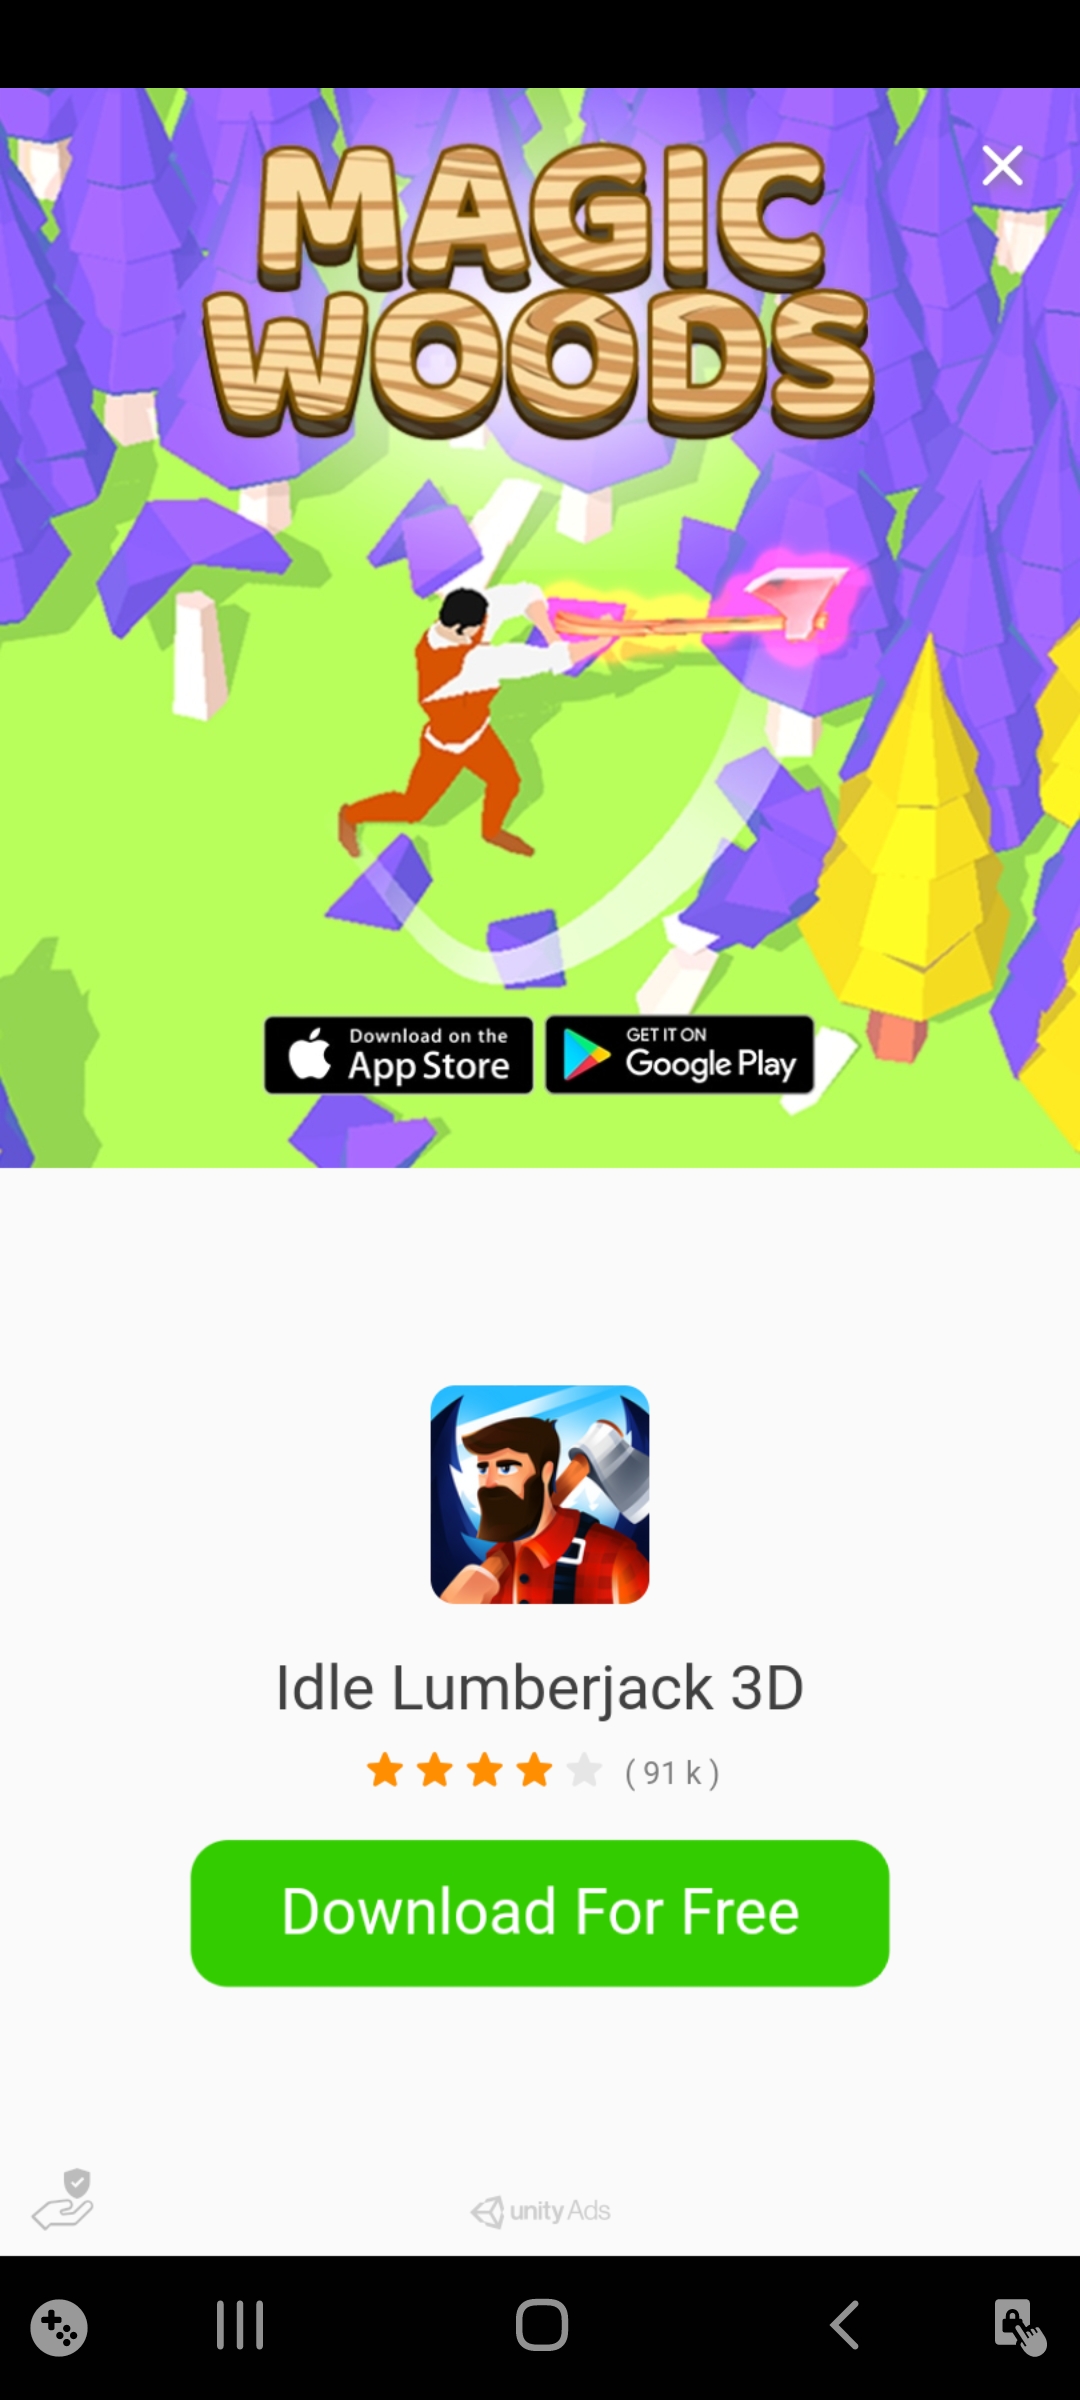 MAGIC
WOODS
Download on the
App Store
GET IT ON
Google Play
Idle Lumberjack 3D
( 91 k )
Download For Free
unity Ads